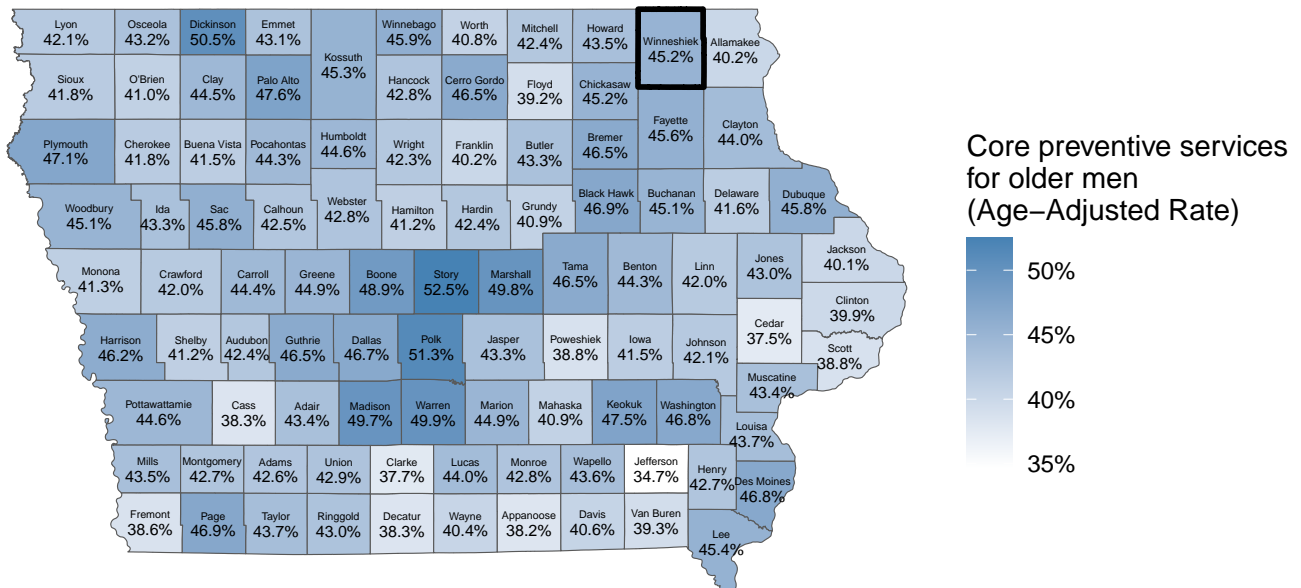 Lyon
42.1%
Osceola
43.2%
Dickinson
50.5%
Emmet
43.1%
Kossuth
45.3%
Winnebago
45.9%
Worth
40.8%
Mitchell
42.4%
Howard
43.5%
Winneshiek
45.2%
Allamakee
40.2%
Sioux
41.8%
O'Brien
41.0%
Clay
44.5%
Palo Alto
47.6%
Hancock
42.8%
Cerro Gordo
46.5%
Floyd
39.2%
Chickasaw
45.2%
Fayette
45.6%
Clayton
44.0%
Plymouth
47.1%
Cherokee
41.8%
Buena Vista
41.5%
Pocahontas
44.3%
Humboldt
44.6%
Wright
42.3%
Franklin
40.2%
Butler
43.3%
Bremer
46.5%
Woodbury
45.1%
Ida
43.3%
Sac
45.8%
Calhoun
42.5%
Webster
42.8%
Hamilton
41.2%
Hardin
42.4%
Grundy
40.9%
Black Hawk
46.9%
Buchanan
45.1%
Delaware
41.6%
Dubuque
45.8%
Monona
41.3%
Crawford
42.0%
Carroll
44.4%
Greene
44.9%
Boone
48.9%
Story
52.5%
Marshall
49.8%
Tama
46.5%
Benton
44.3%
Linn
42.0%
Jones
43.0%
Jackson
40.1%
Clinton
39.9%
Harrison
46.2%
Shelby
41.2%
Audubon
42.4%
Guthrie
46.5%
Dallas
46.7%
Polk
51.3%
Jasper
43.3%
Poweshiek
38.8%
Iowa
41.5%
Johnson
42.1%
Cedar
37.5%
Scott
38.8%
Muscatine
43.4%
Pottawattamie
44.6%
Cass
38.3%
Adair
43.4%
Madison
49.7%
Warren
49.9%
Marion
44.9%
Mahaska
40.9%
Keokuk
47.5%
Washington
46.8%
Louisa
43.7%
Mills
43.5%
Montgomery
42.7%
Adams
42.6%
Union
42.9%
Clarke
37.7%
Lucas
44.0%
Monroe
42.8%
Wapello
43.6%
Jefferson
34.7%
Henry
42.7%
Des Moines
46.8%
Fremont
38.6%
Page
46.9%
Taylor
43.7%
Ringgold
43.0%
Decatur
38.3%
Wayne
40.4%
Appanoose
38.2%
Davis
40.6%
Van Buren
39.3%
Lee
45.4%
Core preventive services
for older men
(Age−Adjusted Rate)
50%
45%
40%
35%